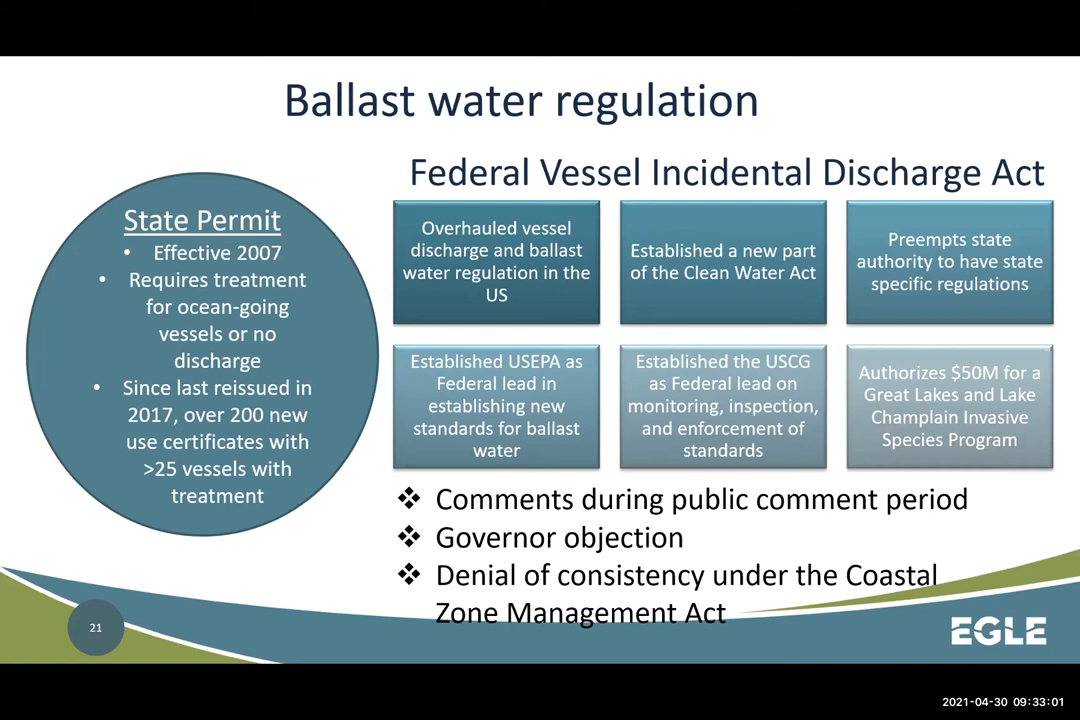 Ballast water regulation
Federal Vessel Incidental Discharge Act
State Permit
• Effective 2007
• Requires treatment
for ocean-going
vessels or no
discharge
• Since last reissued in
2017, over 200 new
use certificates with
>25 vessels with
treatment
Overhauled vessel
discharge and ballast
water regulation in the
US
Established a new part
of the Clean Water Act
Preempts state
authority to have state
specific regulations
Established USEPA as
Federal lead in
establishing new
standards for ballast
water
Established the USCG
as Federal lead on
monitoring, inspection,
and enforcement of
standards
Authorizes $50M for a
Great Lakes and Lake
Champlain Invasive
Species Program
❖ Comments during public comment period
❖ Governor objection
❖ Denial of consistency under the Coastal
Zone Management Act
21
EGLE
2021-04-30 09:33:01